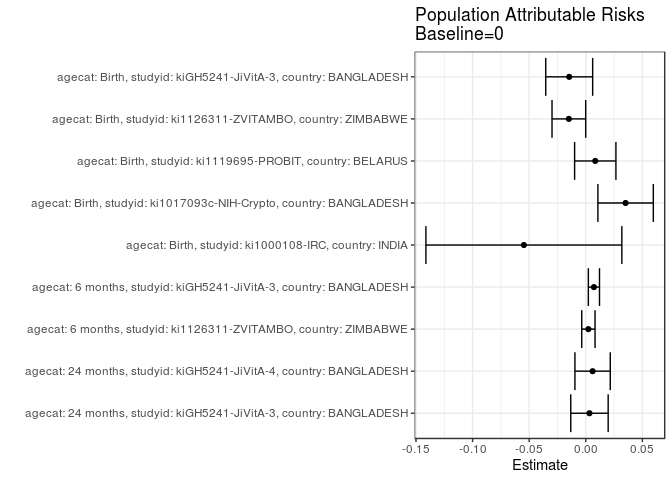 Population Attributable Risks
Baseline=0
agecat: Birth, studyid: kiGH5241-JiVitA-3, country: BANGLADESH
agecat: Birth, studyid: ki1126311-ZVITAMBO, country: ZIMBABWE
agecat: Birth, studyid: ki1119695-PROBIT, country: BELARUS
agecat: Birth, studyid: ki1017093c-NIH-Crypto, country: BANGLADESH
agecat: Birth, studyid: ki1000108-IRC, country: INDIA
agecat: 6 months, studyid: kiGH5241-JiVitA-3, country: BANGLADESH
agecat: 6 months, studyid: ki1126311-ZVITAMBO, country: ZIMBABWE
agecat: 24 months, studyid: kiGH5241-JiVitA-4, country: BANGLADESH
agecat: 24 months, studyid: kiGH5241-JiVitA-3, country: BANGLADESH
-0.15 -0.10 -0.05 0.00 0.05
Estimate